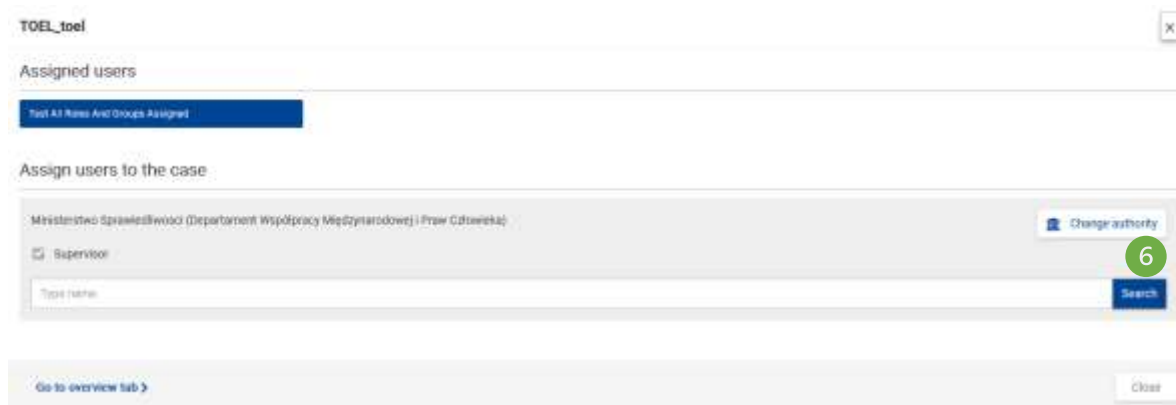 TOEL_toel
×
Assigned users
Test All Roles And Groups Assigned
Assign users to the case
Ministerstwo Sprawiedliwosci (Departament Współpracy Międzynarodowej i Praw Człowieka)
Change authority
Supervisor
6
Type name
Search
Go to overview tab
Close